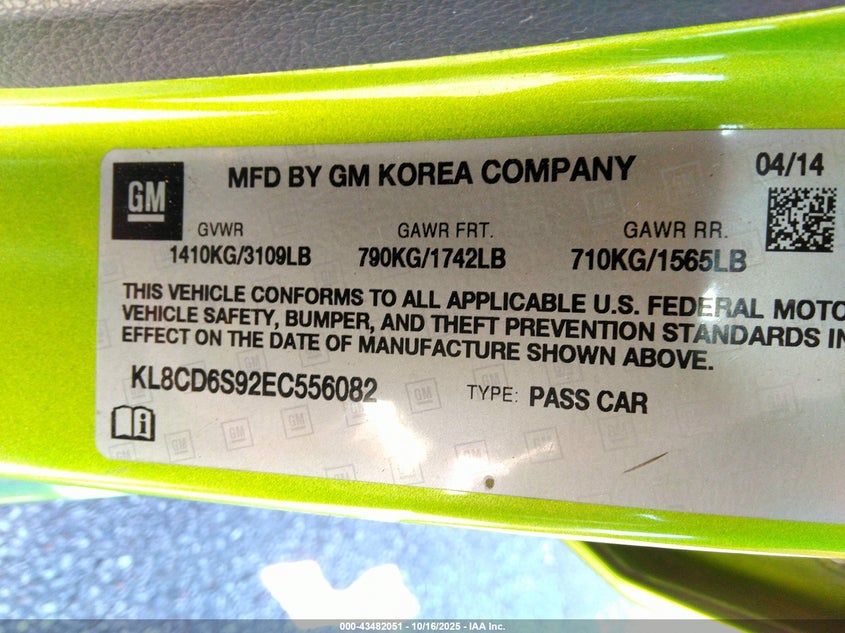 GM
MFD BY GM KOREA COMPANY
04/14
GVWR GAWR FRT. GAWR RR.
1410KG/3109LB 790KG/1742LB 710KG/1565LB
THIS VEHICLE CONFORMS TO ALL APPLICABLE U.S. FEDERAL MOTO
VEHICLE SAFETY, BUMPER, AND THEFT PREVENTION STANDARDS IN
EFFECT ON THE DATE OF MANUFACTURE SHOWN ABOVE.
KL8CD6S92EC556082 TYPE: PASS CAR
000-43482051 - 10/16/2025 - IAA Inc.